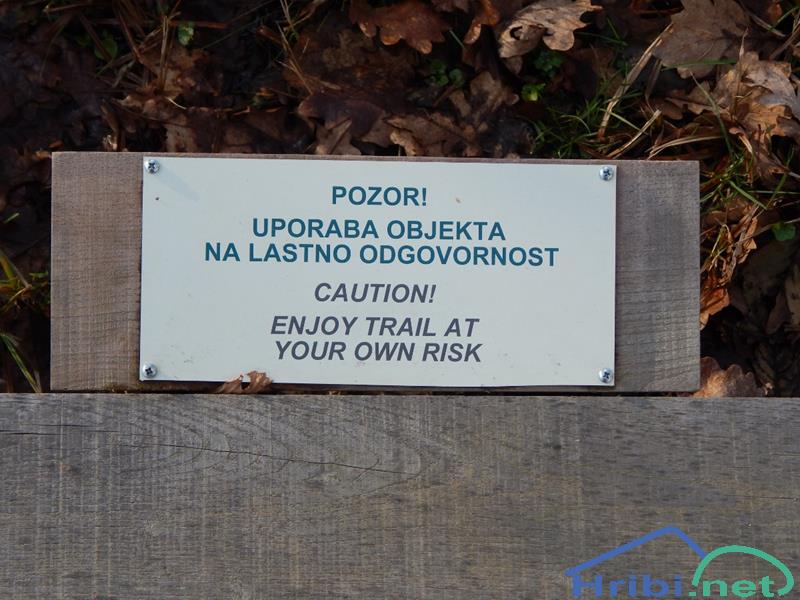 POZOR!
UPORABA OBJEKTA
NA LASTNO ODGOVORNOST
CAUTION!
ENJOY TRAIL AT
YOUR OWN RISK
Hribi.net